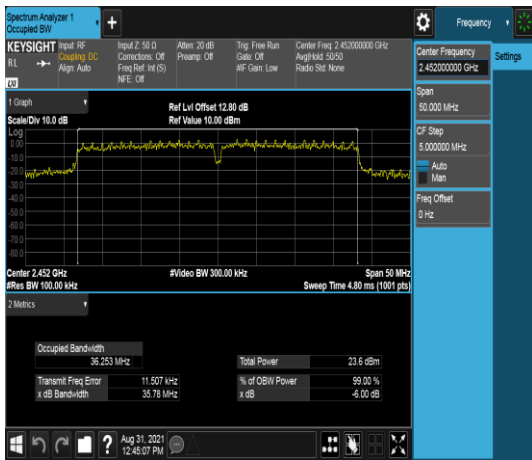 Spectrum Analyzer 1
Occupied BW
Frequency
KEYSIGHT
RL
LXI
Input: RF
Coupling: DC
Align: Auto
Input Z: 50 Ω
Corrections: Off
Freq Ref: Int (S)
NFE: Off
Atten: 20 dB
Preamp: Off
Trig: Free Run
Gate: Off
#IF Gain: Low
Center Freq: 2.452000000 GHz
Avg|Hold: 50/50
Radio Std: None
Center Frequency
2.452000000 GHz
Settings
Span
50.000 MHz
CF Step
5.000000 MHz
Auto
Man
Freq Offset
0 Hz
1 Graph
Scale/Div 10.0 dB
Ref Lvl Offset 12.80 dB
Ref Value 10.00 dBm
Log
0.00
-10.0
-20.0
-30.0
-40.0
-50.0
-60.0
-70.0
-80.0
Center 2.452 GHz
#Res BW 100.00 kHz
#Video BW 300.00 kHz
Span 50 MHz
Sweep Time 4.80 ms (1001 pts)
2 Metrics
Occupied Bandwidth
36.253 MHz
Total Power 23.6 dBm
Transmit Freq Error 11.507 kHz
% of OBW Power 99.00 %
x dB Bandwidth 35.78 MHz
x dB -6.00 dB
?
Aug 31, 2021
12:45:07 PM